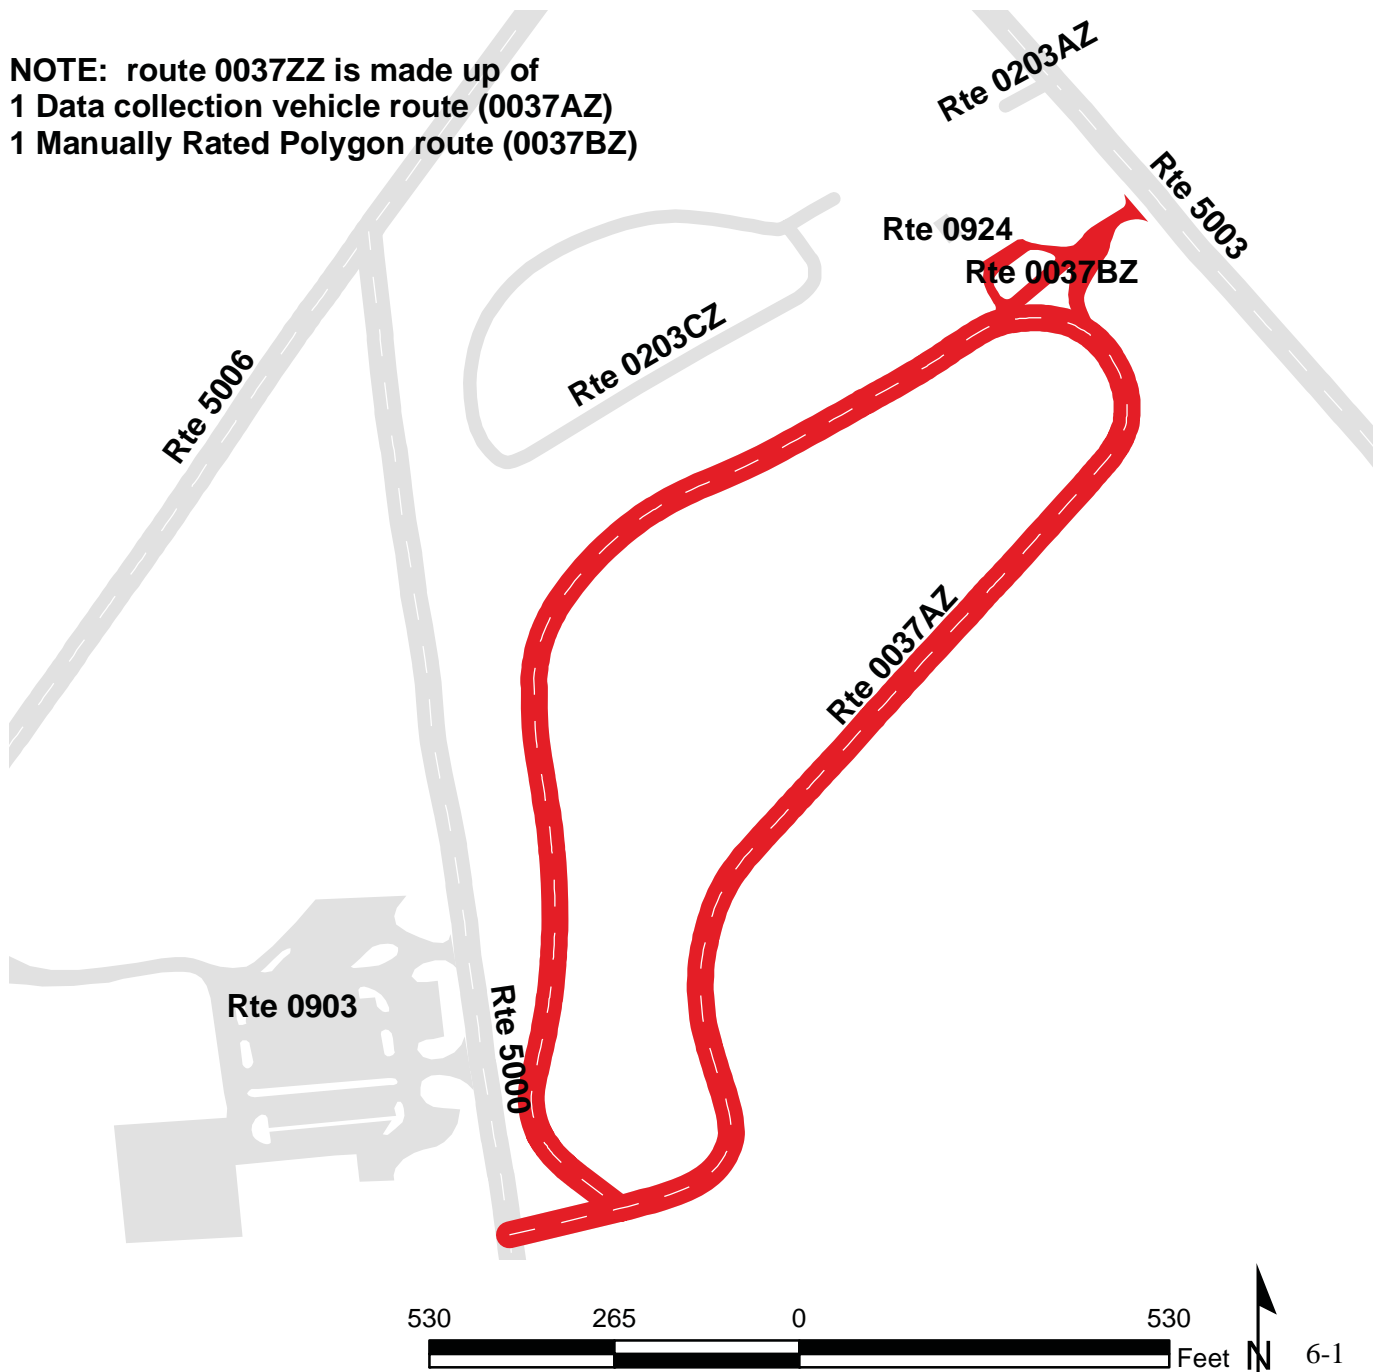 NOTE:  route 0037ZZ is made up of
1 Data collection vehicle route (0037AZ)
1 Manually Rated Polygon route (0037BZ)
Rte 0203AZ
Rte 5003
Rte 0924
Rte 0037BZ
Rte 0203CZ
Rte 5006
Rte 0037AZ
Rte 0903
Rte 5000
530 265 0 530
Feet N 6-1